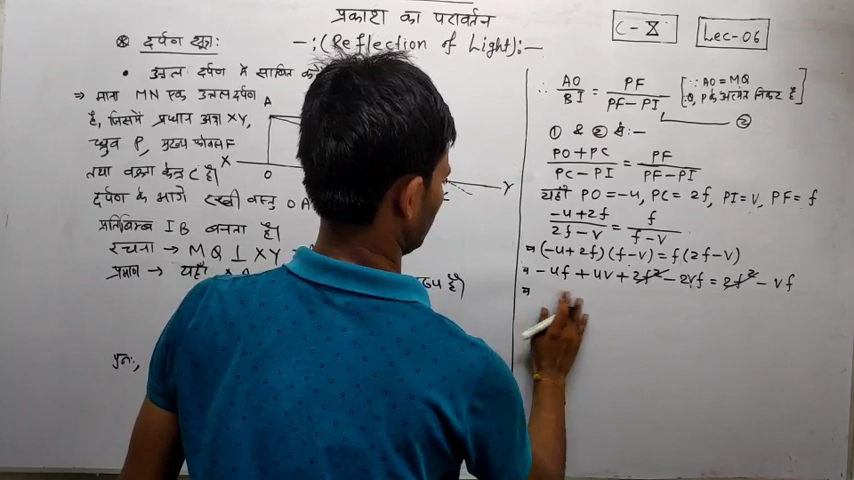 प्रकाश का परावर्तन
-:(Reflection of Light):-
C-X
Lec-06
⊛ दर्पण सूत्र:
• उत्तल दर्पण में साबित
⇒ माना MN एक उत्तल दर्पण
है, जिसमें प्रधान अक्ष XY,
ध्रुव P, मुख्य फोकस F
तथा वक्रता केन्द्र C है।
दर्पण के आगे रखी वस्तु OA
प्रतिबिम्ब IB बनता है।
रचना → MQ ⊥ XY
प्रमाण → यहाँ
पुनः,
A
X
O
Y
∴ AO/BI = PF/(PF-PI) [∵ AO = MQ
Q, P के अत्यंत निकट है]
②
① & ② से:-
(PO+PC)/(PC-PI) = PF/(PF-PI)
यहाँ PO=-u, PC=2f, PI=v, PF=f
(-u+2f)/(2f-v) = f/(f-v)
व (-u+2f)(f-v)=f(2f-v)
व -uf+uv+2f²-2vf=2f²-vf
व